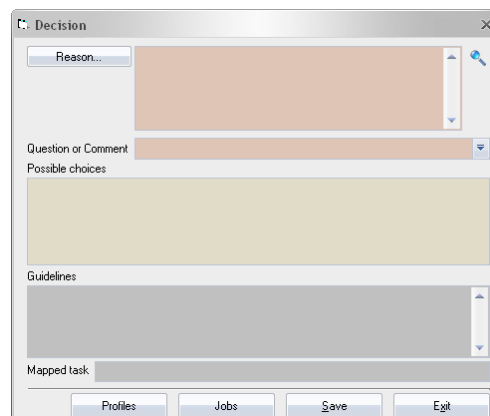 Decision
Reason...
Question or Comment
Possible choices
Guidelines
Mapped task
Profiles Jobs Save Exit